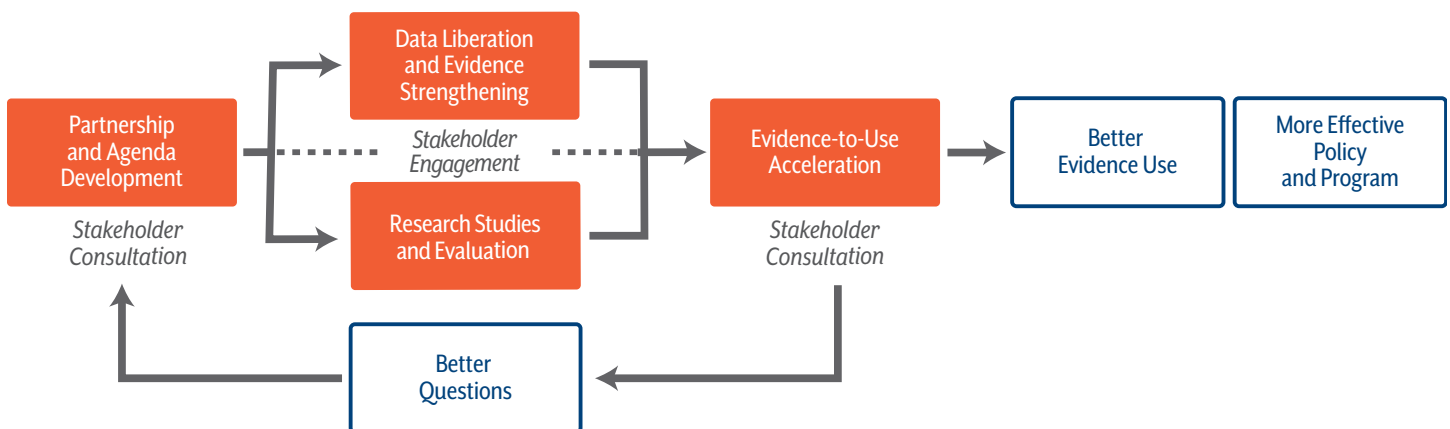 Partnership
and Agenda
Development
Stakeholder
Consultation
Data Liberation
and Evidence
Strengthening
Stakeholder
Engagement
Research Studies
and Evaluation
Evidence-to-Use
Acceleration
Stakeholder
Consultation
Better
Evidence Use
More Effective
Policy
and Program
Better
Questions